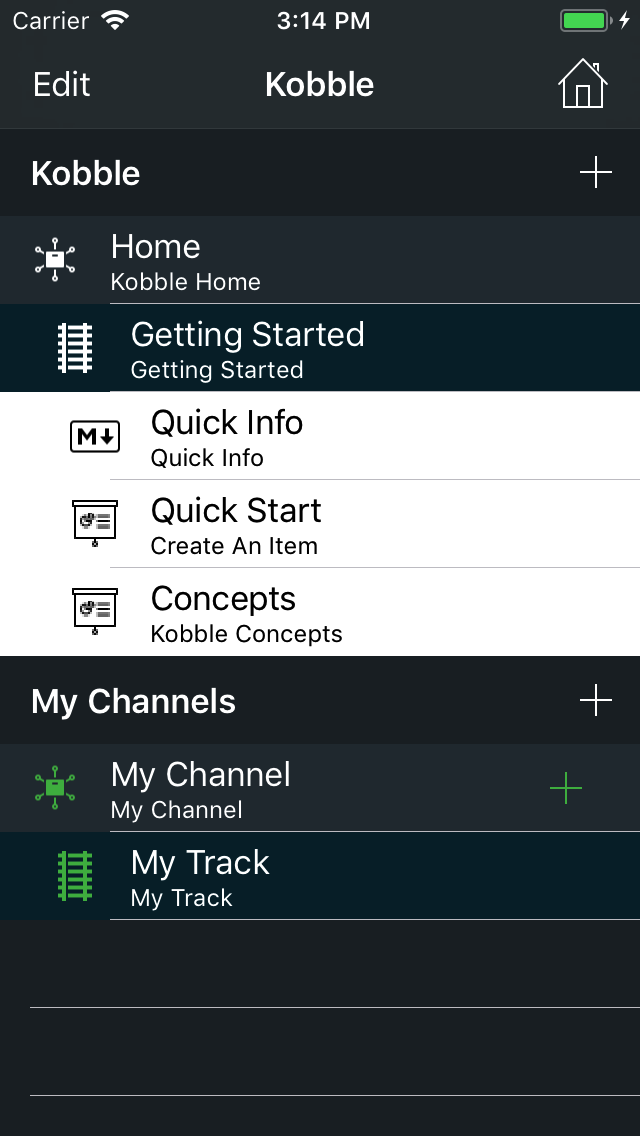 Carrier 3:14 PM
Edit Kobble
Kobble
Home
Kobble Home
Getting Started
Getting Started
M
Quick Info
Quick Info
Quick Start
Create An Item
Concepts
Kobble Concepts
My Channels
My Channel
My Channel
My Track
My Track